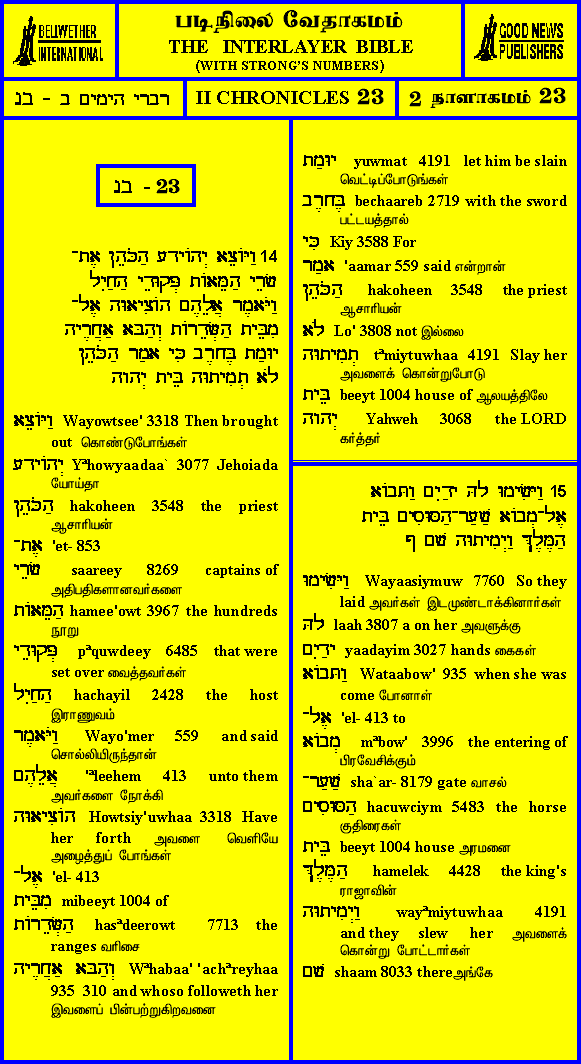 BELLWETHER
INTERNATIONAL
படிநிலை வேதாகமம்
THE INTERLAYER BIBLE
(WITH STRONG'S NUMBERS)
GOOD NEWS
PUBLISHERS
דברי הימים ב - בג
II CHRONICLES 23
2 நாளாகமம் 23
בג - 23
14 וַיּוֹצֵא יְהוֹיָדָע הַכֹּהֵן אֶת־
שָׂרֵי הַמֵּאוֹת פְּקוּדֵי הַחַיִל
וַיֹּאמֶר אֲלֵהֶם הוֹצִיאוּהָ אֶל־
מִבֵּית הַשְּׂדֵרוֹת וְהַבָּא אַחֲרֶיהָ
יוּמַת בֶּחָרֶב כִּי אָמַר הַכֹּהֵן
לֹא תְמִיתוּהָ בֵּית יְהוָה
וַיּוֹצֵא Wayowtsee' 3318 Then brought
out கொண்டுபோங்கள்
יְהוֹיָדָע Yªhowyaadaa` 3077 Jehoiada
யோய்தா
הַכֹּהֵן hakoheen 3548 the priest
ஆசாரியன்
אֶת־ 'et- 853
שָׂרֵי saareey 8269 captains of
அதிபதிகளானவர்களை
הַמֵּאוֹת hamee'owt 3967 the hundreds
நூறு
פְּקוּדֵי pªquwdeey 6485 that were
set over வைத்தவர்கள்
הַחַיִל hachayil 2428 the host
இராணுவம்
וַיֹּאמֶר Wayo'mer 559 and said
சொல்லியிருந்தான்
אֲלֵהֶם 'ªleehem 413 unto them
அவர்களை நோக்கி
הוֹצִיאוּהָ Howtsiy'uwhaa 3318 Have
her forth அவளை வெளியே
அழைத்துப் போங்கள்
אֶל־ 'el- 413
מִבֵּית mibeeyt 1004 of
הַשְּׂדֵרוֹת hasªdeerowt 7713 the
ranges வரிசை
וְהַבָּא אַחֲרֶיהָ Wªhabaa' 'achªreyhaa
935 310 and whoso followeth her
இவளைப் பின்பற்றுகிறவனை
יוּמַת yuwmat 4191 let him be slain
வெட்டிப்போடுங்கள்
בֶּחָרֶב bechaareb 2719 with the sword
பட்டயத்தால்
כִּי Kiy 3588 For
אָמַר 'aamar 559 said என்றான்
הַכֹּהֵן hakoheen 3548 the priest
ஆசாரியன்
לֹא Lo' 3808 not இல்லை
תְמִיתוּהָ tªmiytuwhaa 4191 Slay her
அவளைக் கொன்றுபோடு
בֵּית beeyt 1004 house of ஆலயத்திலே
יְהוָה Yahweh 3068 the LORD
கர்த்தர்
15 וַיָּשִׂימוּ לָהּ יָדַיִם וַתָּבוֹא
אֶל־מְבוֹא שַׁעַר־הַסּוּסִים בֵּית
הַמֶּלֶךְ וַיְמִיתוּהָ שָׁם ף
וַיָּשִׂימוּ Wayaasiymuw 7760 So they
laid அவர்கள் இடமுண்டாக்கினார்கள்
לָהּ laah 3807 a on her அவளுக்கு
יָדַיִם yaadayim 3027 hands கைகள்
וַתָּבוֹא Wataabow' 935 when she was
come போனாள்
אֶל־ 'el- 413 to
מְבוֹא mªbow' 3996 the entering of
பிரவேசிக்கும்
שַׁעַר־ sha`ar- 8179 gate வாசல்
הַסּוּסִים hacuwciym 5483 the horse
குதிரைகள்
בֵּית beeyt 1004 house அரமனை
הַמֶּלֶךְ hamelek 4428 the king's
ராஜாவின்
וַיְמִיתוּהָ wayªmiytuwhaa 4191
and they slew her அவளைக்
கொன்று போட்டார்கள்
שָׁם shaam 8033 thereஅங்கே